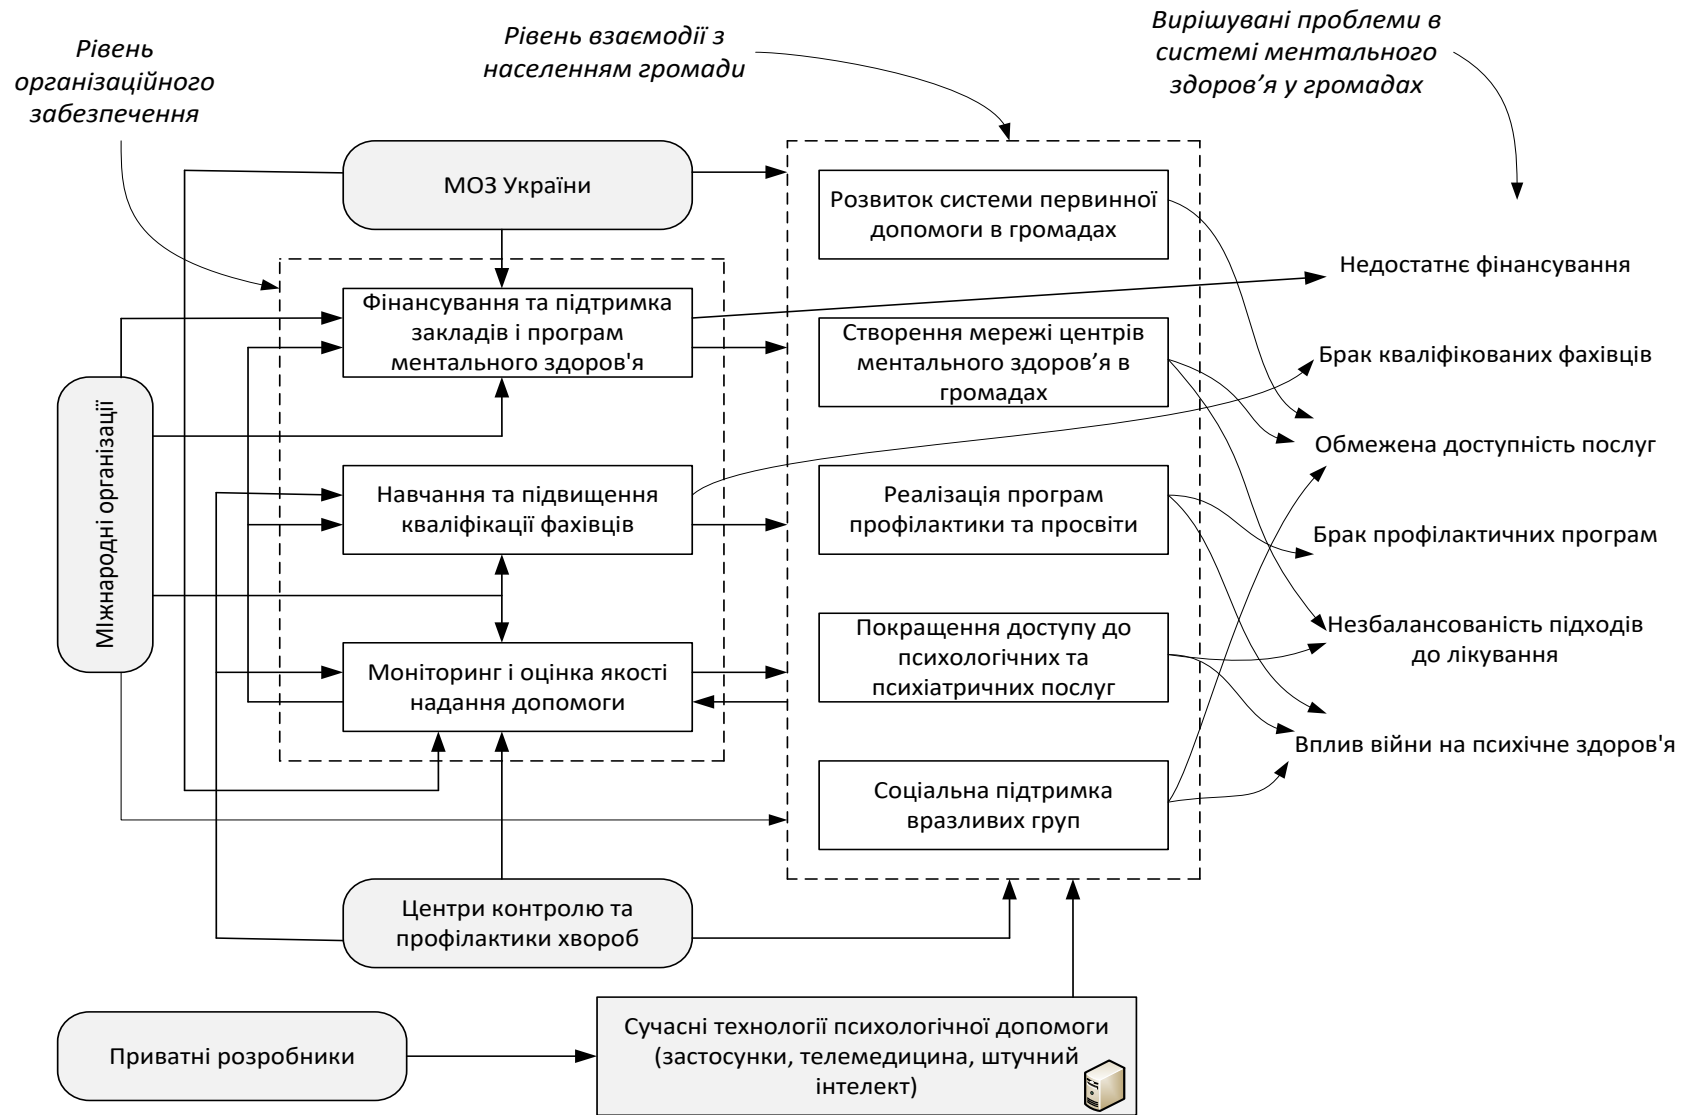 Рівень
організаційного
забезпечення
Рівень взаємодії з
населенням громади
Вирішувані проблеми в
системі ментального
здоров’я у громадах
МОЗ України
Фінансування та підтримка
закладів і програм
ментального здоров'я
Навчання та підвищення
кваліфікації фахівців
Моніторинг і оцінка якості
надання допомоги
МІжнародні організації
Центри контролю та
профілактики хвороб
Приватні розробники
Сучасні технології психологічної допомоги
(застосунки, телемедицина, штучний
інтелект)
Розвиток системи первинної
допомоги в громадах
Створення мережі центрів
ментального здоров’я в
громадах
Реалізація програм
профілактики та просвіти
Покращення доступу до
психологічних та
психіатричних послуг
Соціальна підтримка
вразливих груп
Недостатнє фінансування
Брак кваліфікованих фахівців
Обмежена доступність послуг
Брак профілактичних програм
Незбалансованість підходів
до лікування
Вплив війни на психічне здоров'я